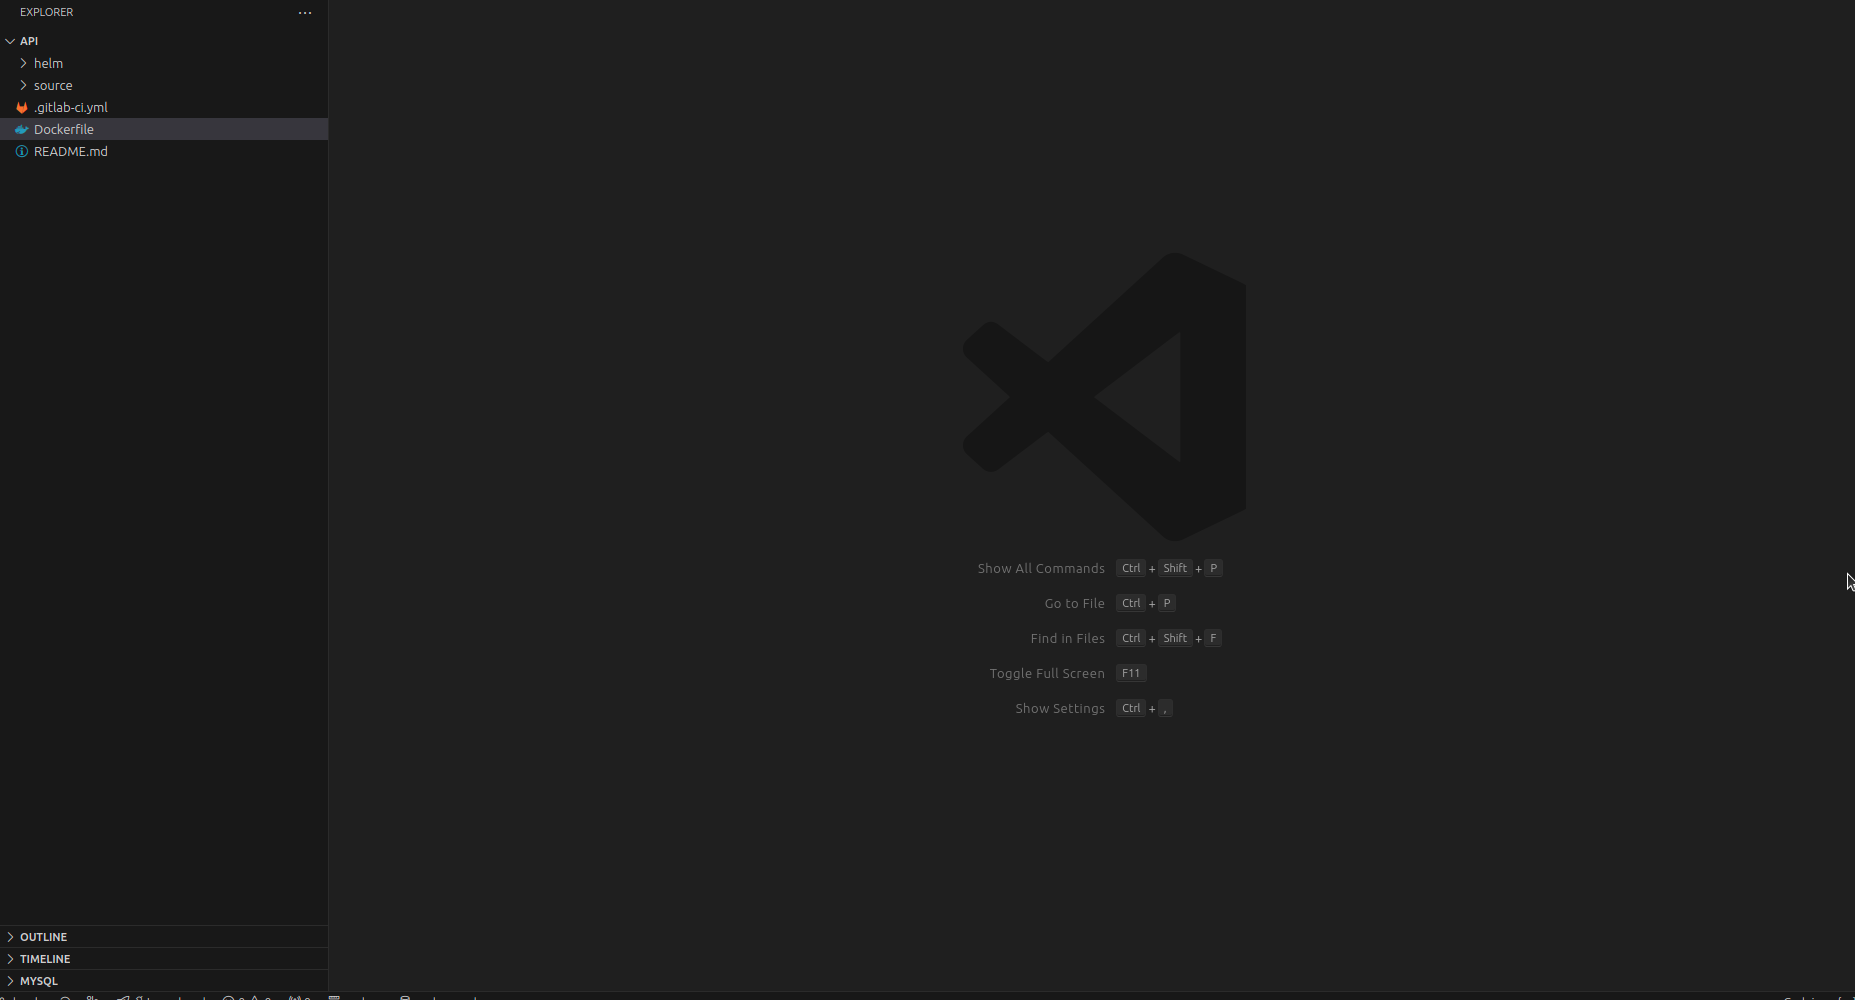 EXPLORER
API
helm
source
.gitlab-ci.yml
Dockerfile
README.md
Show All Commands Ctrl + Shift + P
Go to File Ctrl + P
Find in Files Ctrl + Shift + F
Toggle Full Screen F11
Show Settings Ctrl + ,
OUTLINE
TIMELINE
MYSQL